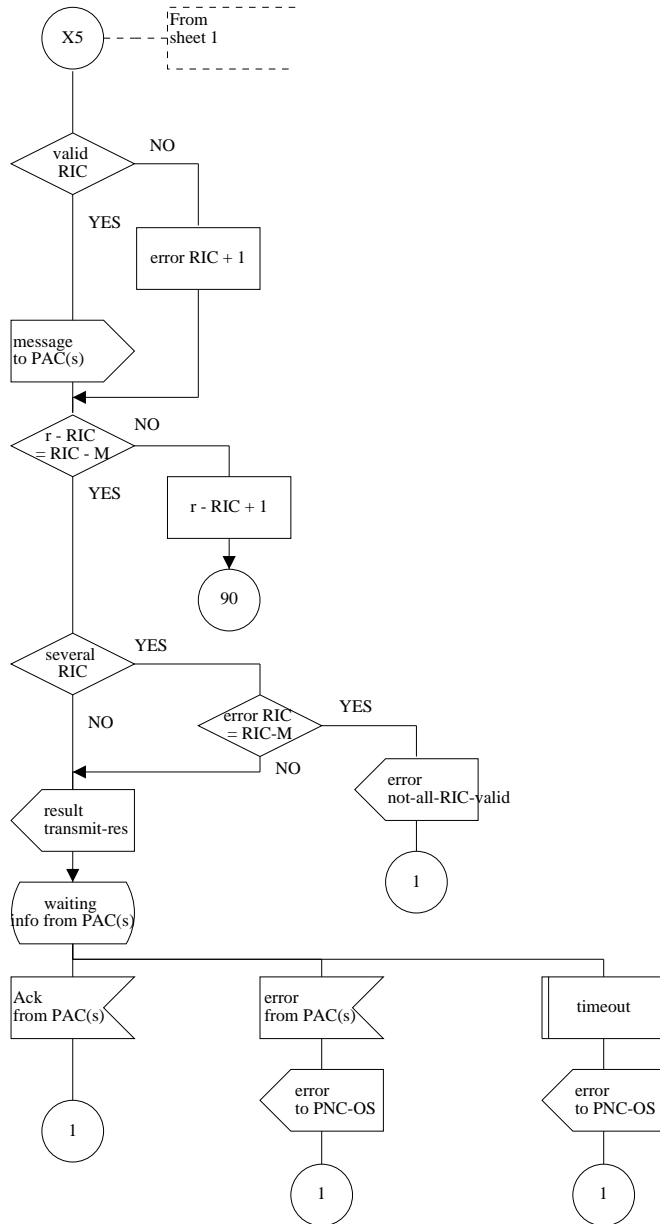 X5
From
sheet 1
valid
RIC
NO
YES
error RIC + 1
message
to PAC(s)
r - RIC
= RIC - M
NO
YES
r - RIC + 1
90
several
RIC
YES
NO
error RIC
= RIC-M
YES
NO
error
not-all-RIC-valid
result
transmit-res
1
waiting
info from PAC(s)
Ack
from PAC(s)
error
from PAC(s)
timeout
error
to PNC-OS
error
to PNC-OS
1
1
1